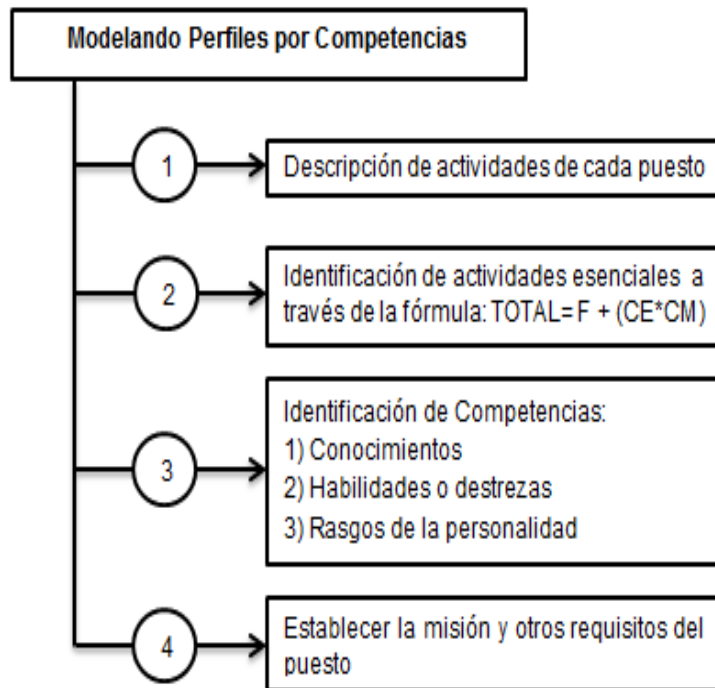 Modelando Perfiles por Competencias
1
Descripción de actividades de cada puesto
2
Identificación de actividades esenciales a
través de la fórmula: TOTAL= F + (CE*CM)
3
Identificación de Competencias:
1) Conocimientos
2) Habilidades o destrezas
3) Rasgos de la personalidad
4
Establecer la misión y otros requisitos del
puesto